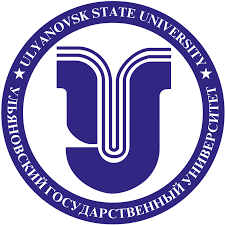 ★ ULYANOVSK STATE UNIVERSITY ★
УЛЬЯНОВСКИЙ ГОСУДАРСТВЕННЫЙ УНИВЕРСИТЕТ